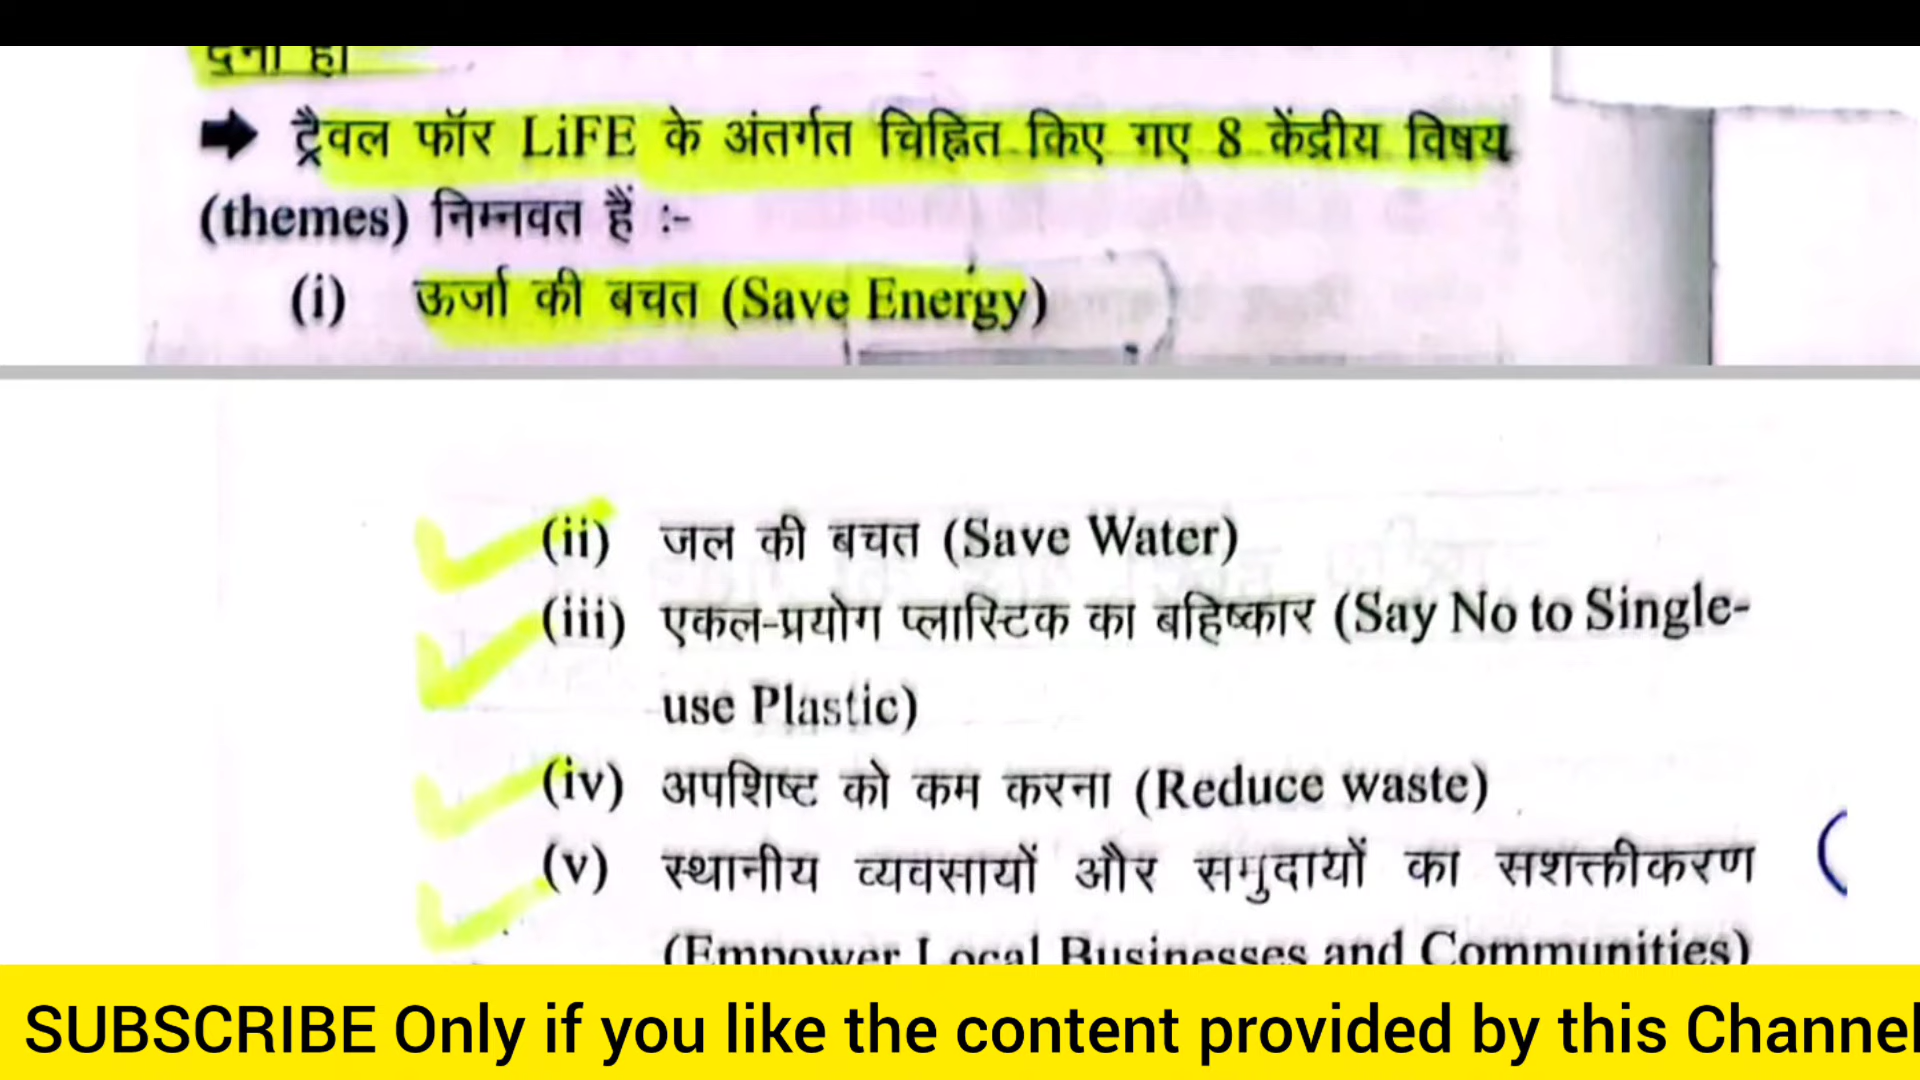 देना है।
➡ ट्रैवल फॉर LiFE के अंतर्गत चिह्नित किए गए 8 केंद्रीय विषय
(themes) निम्नवत हैं :-
(i) ऊर्जा की बचत (Save Energy)
(ii) जल की बचत (Save Water)
(iii) एकल-प्रयोग प्लास्टिक का बहिष्कार (Say No to Single-
use Plastic)
(iv) अपशिष्ट को कम करना (Reduce waste)
(v) स्थानीय व्यवसायों और समुदायों का सशक्तीकरण
(Empower Local Businesses and Communities)
SUBSCRIBE Only if you like the content provided by this Channel